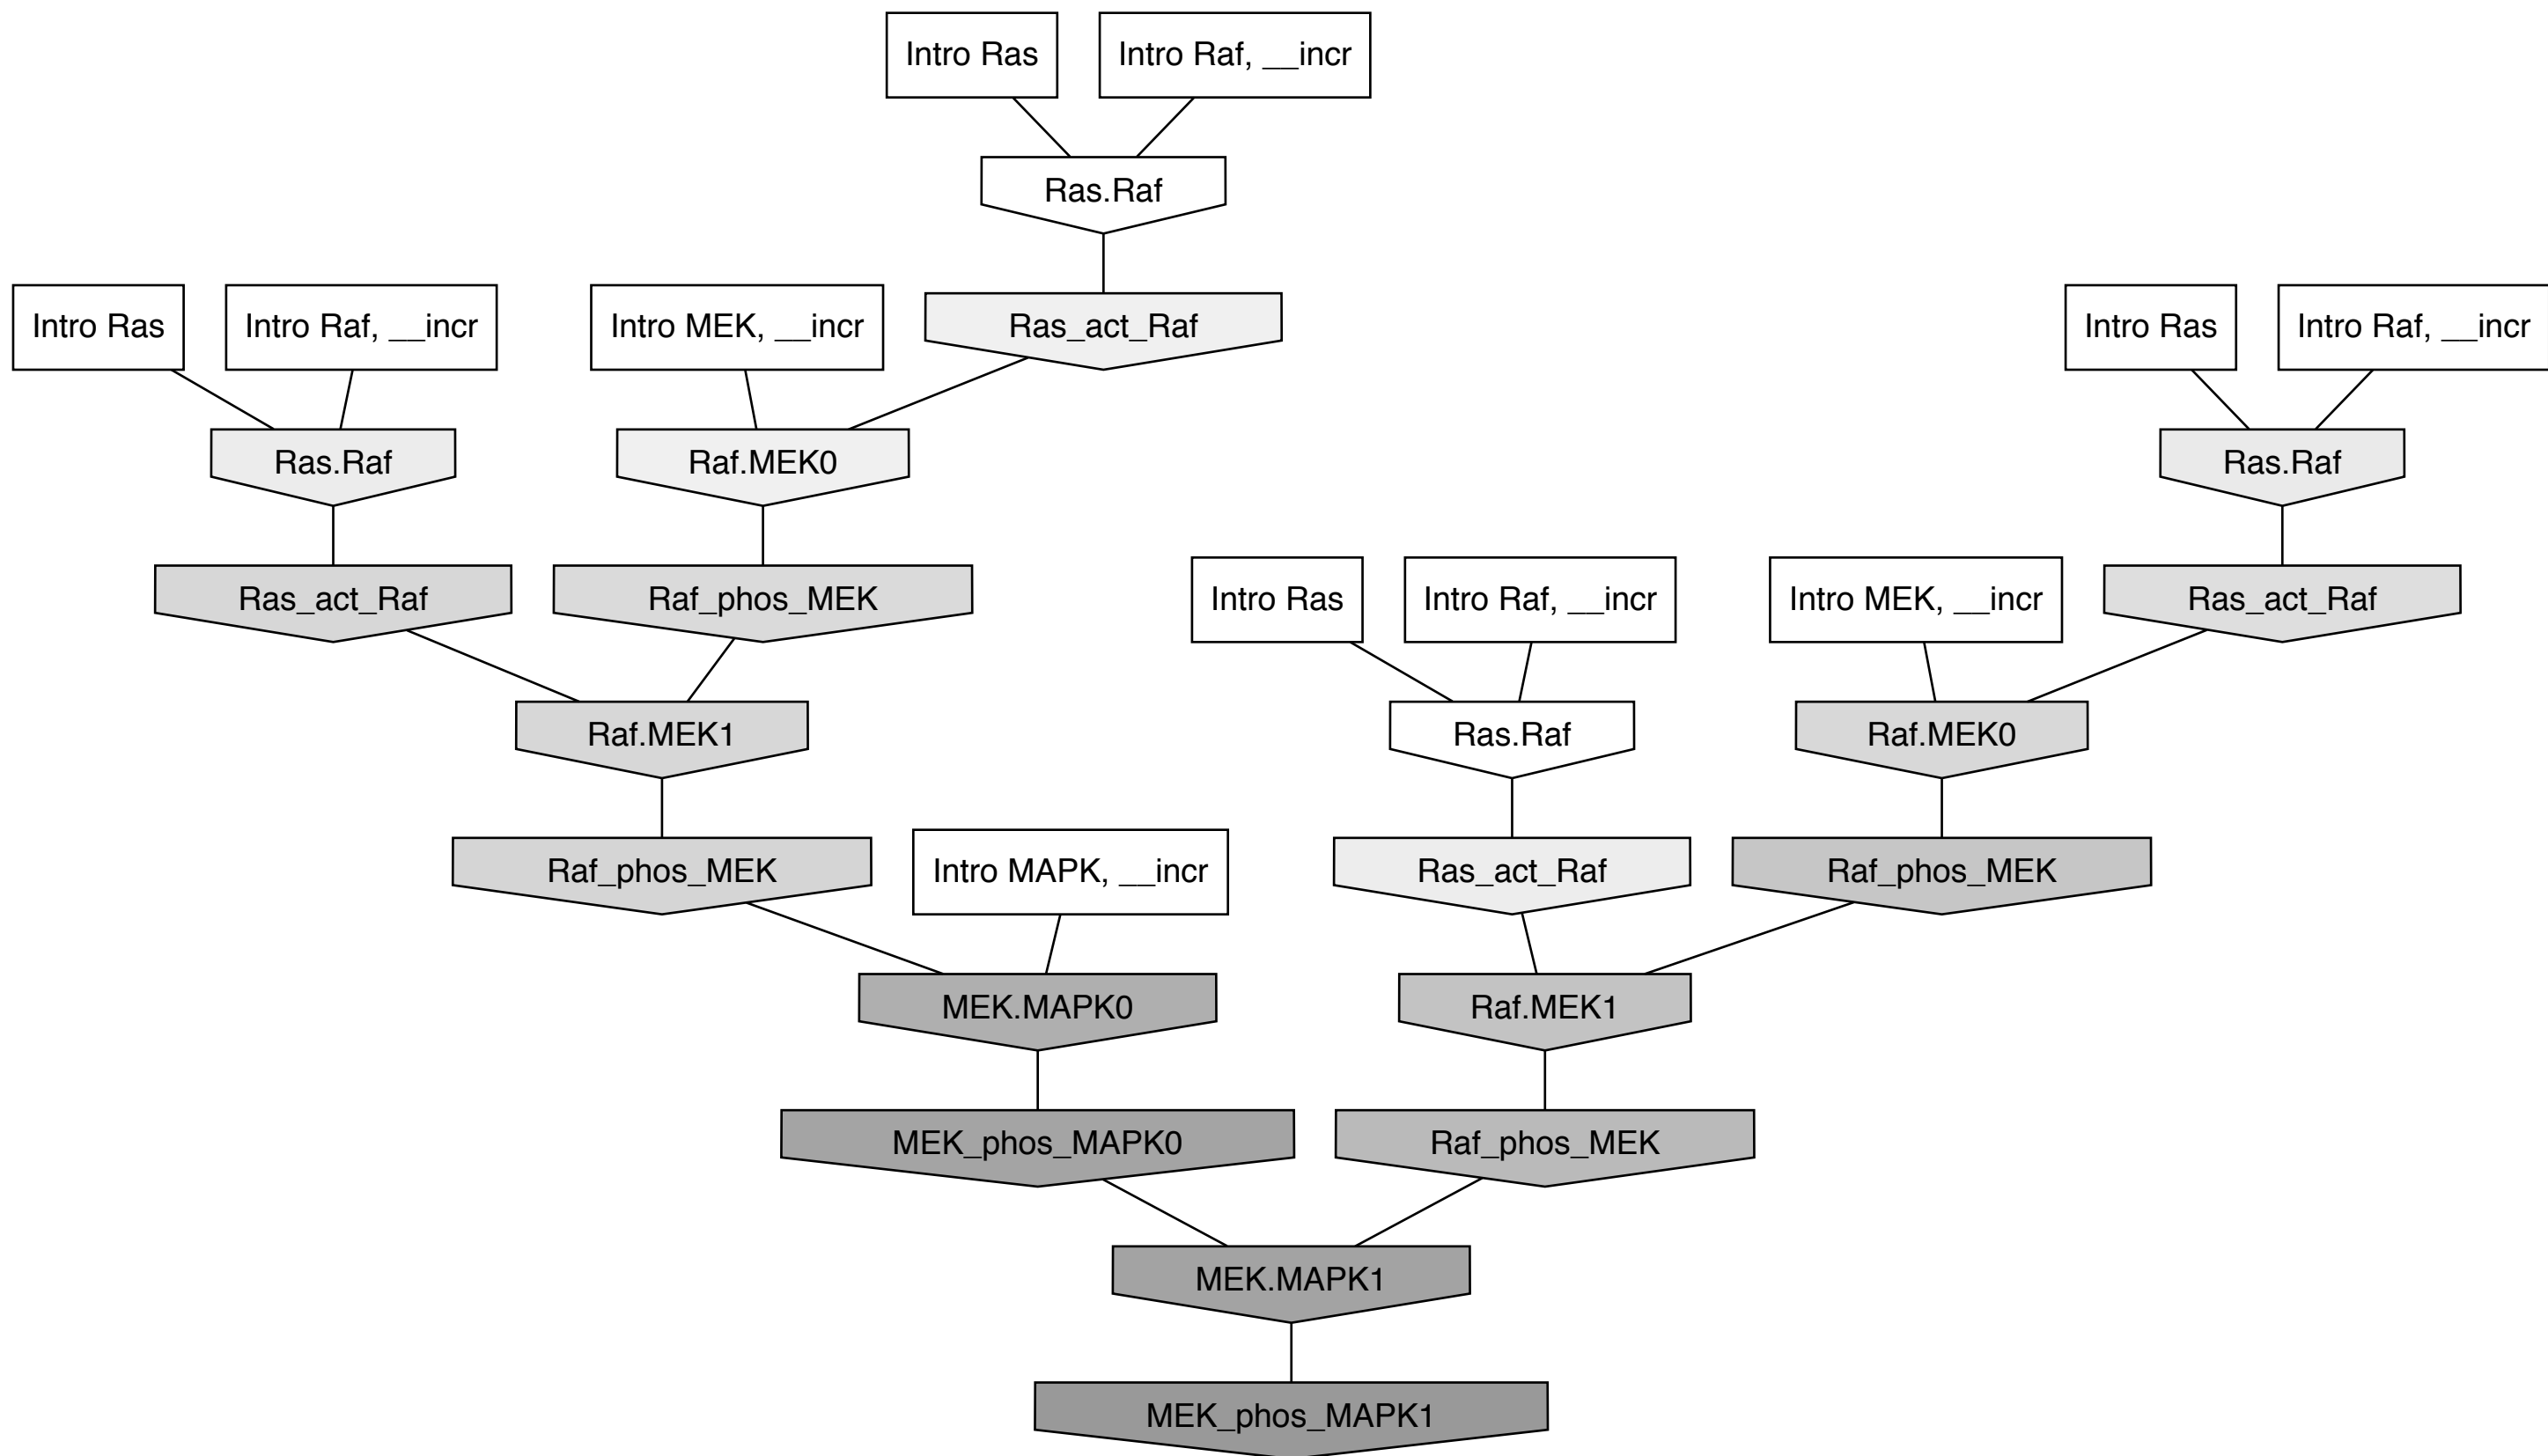 Intro Ras
Intro Raf, __incr
Ras.Raf
Intro Ras
Intro Raf, __incr
Intro MEK, __incr
Ras_act_Raf
Intro Ras
Intro Raf, __incr
Ras.Raf
Raf.MEK0
Ras.Raf
Ras_act_Raf
Raf_phos_MEK
Intro Ras
Intro Raf, __incr
Intro MEK, __incr
Ras_act_Raf
Raf.MEK1
Ras.Raf
Raf.MEK0
Raf_phos_MEK
Intro MAPK, __incr
Ras_act_Raf
Raf_phos_MEK
MEK.MAPK0
Raf.MEK1
MEK_phos_MAPK0
Raf_phos_MEK
MEK.MAPK1
MEK_phos_MAPK1